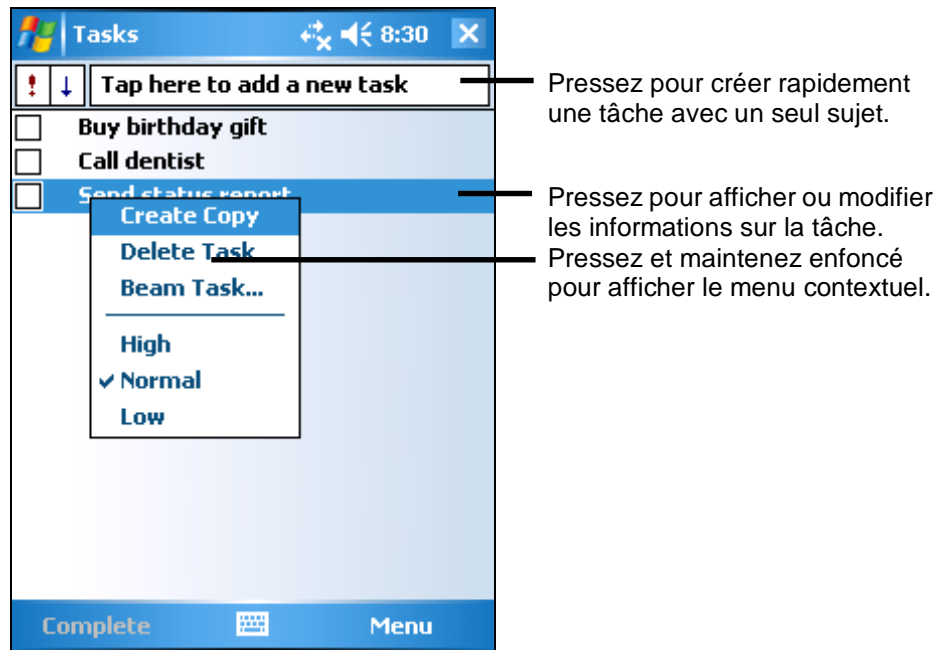 Tasks 8:30
! ↓ Tap here to add a new task
Buy birthday gift
Call dentist
Send status report
Create Copy
Delete Task
Beam Task...
High
✓ Normal
Low
Complete Menu
Pressez pour créer rapidement
une tâche avec un seul sujet.
Pressez pour afficher ou modifier
les informations sur la tâche.
Pressez et maintenez enfoncé
pour afficher le menu contextuel.